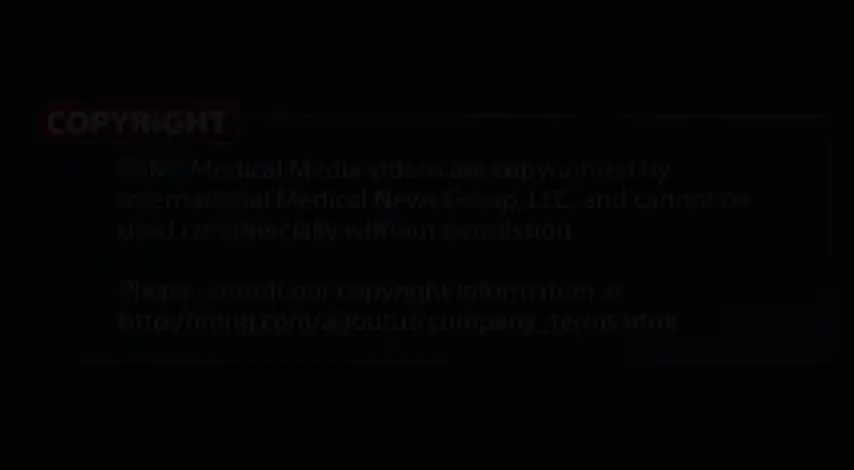 COPYRIGHT
Medical Media videos are copyrighted by
International Medical News Group, LLC, and cannot be
used commercially without permission.
Please consult our copyright information at